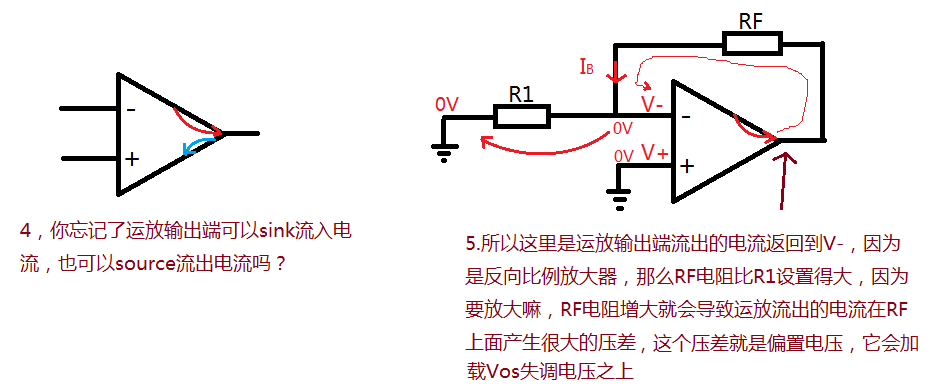 RF
I_B
R1
0V
V-
-
-
0V
0V
V+
+
+
4，你忘记了运放输出端可以sink流入电
流，也可以source流出电流吗？
5.所以这里是运放输出端流出的电流返回到V-，因为
是反向比例放大器，那么RF电阻比R1设置得大，因为
要放大嘛，RF电阻增大就会导致运放流出的电流在RF
上面产生很大的压差，这个压差就是偏置电压，它会加
载Vos失调电压之上